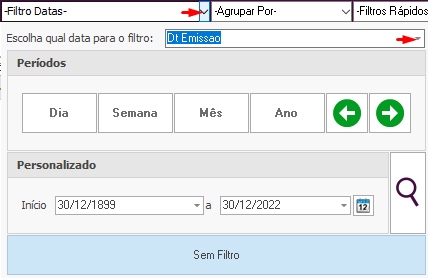 -Filtro Datas- -Agrupar Por- -Filtros Rápidos
Escolha qual data para o filtro: Dt Emissao
Períodos
Dia Semana Mês Ano
Personalizado
Início 30/12/1899 a 30/12/2022 12
Sem Filtro